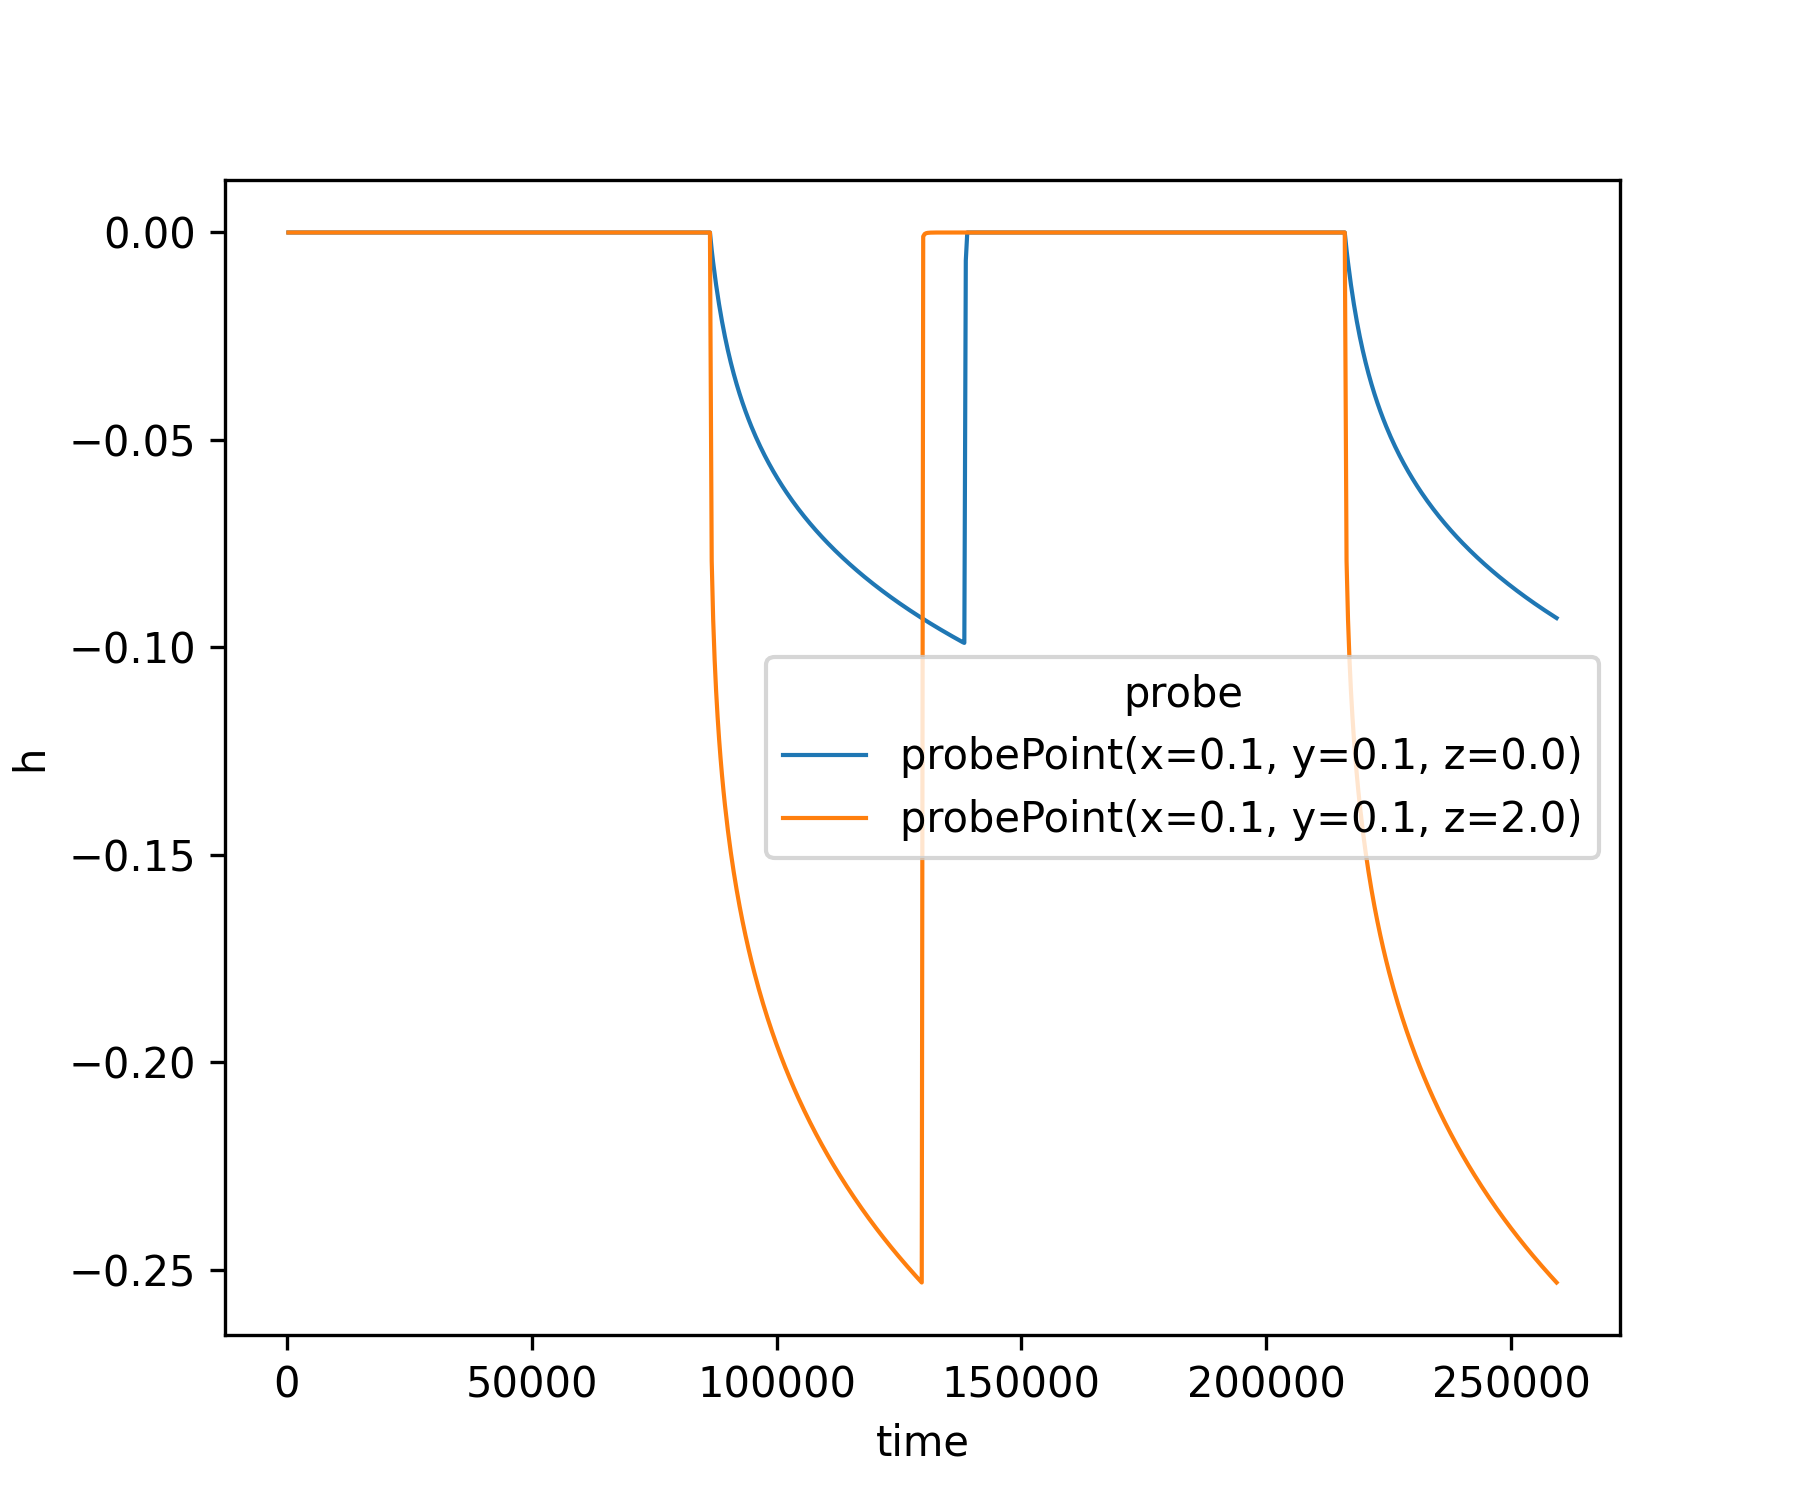 0.00
−0.05
−0.10
−0.15
−0.20
−0.25
h
probe
probePoint(x=0.1, y=0.1, z=0.0)
probePoint(x=0.1, y=0.1, z=2.0)
0 50000 100000 150000 200000 250000
time